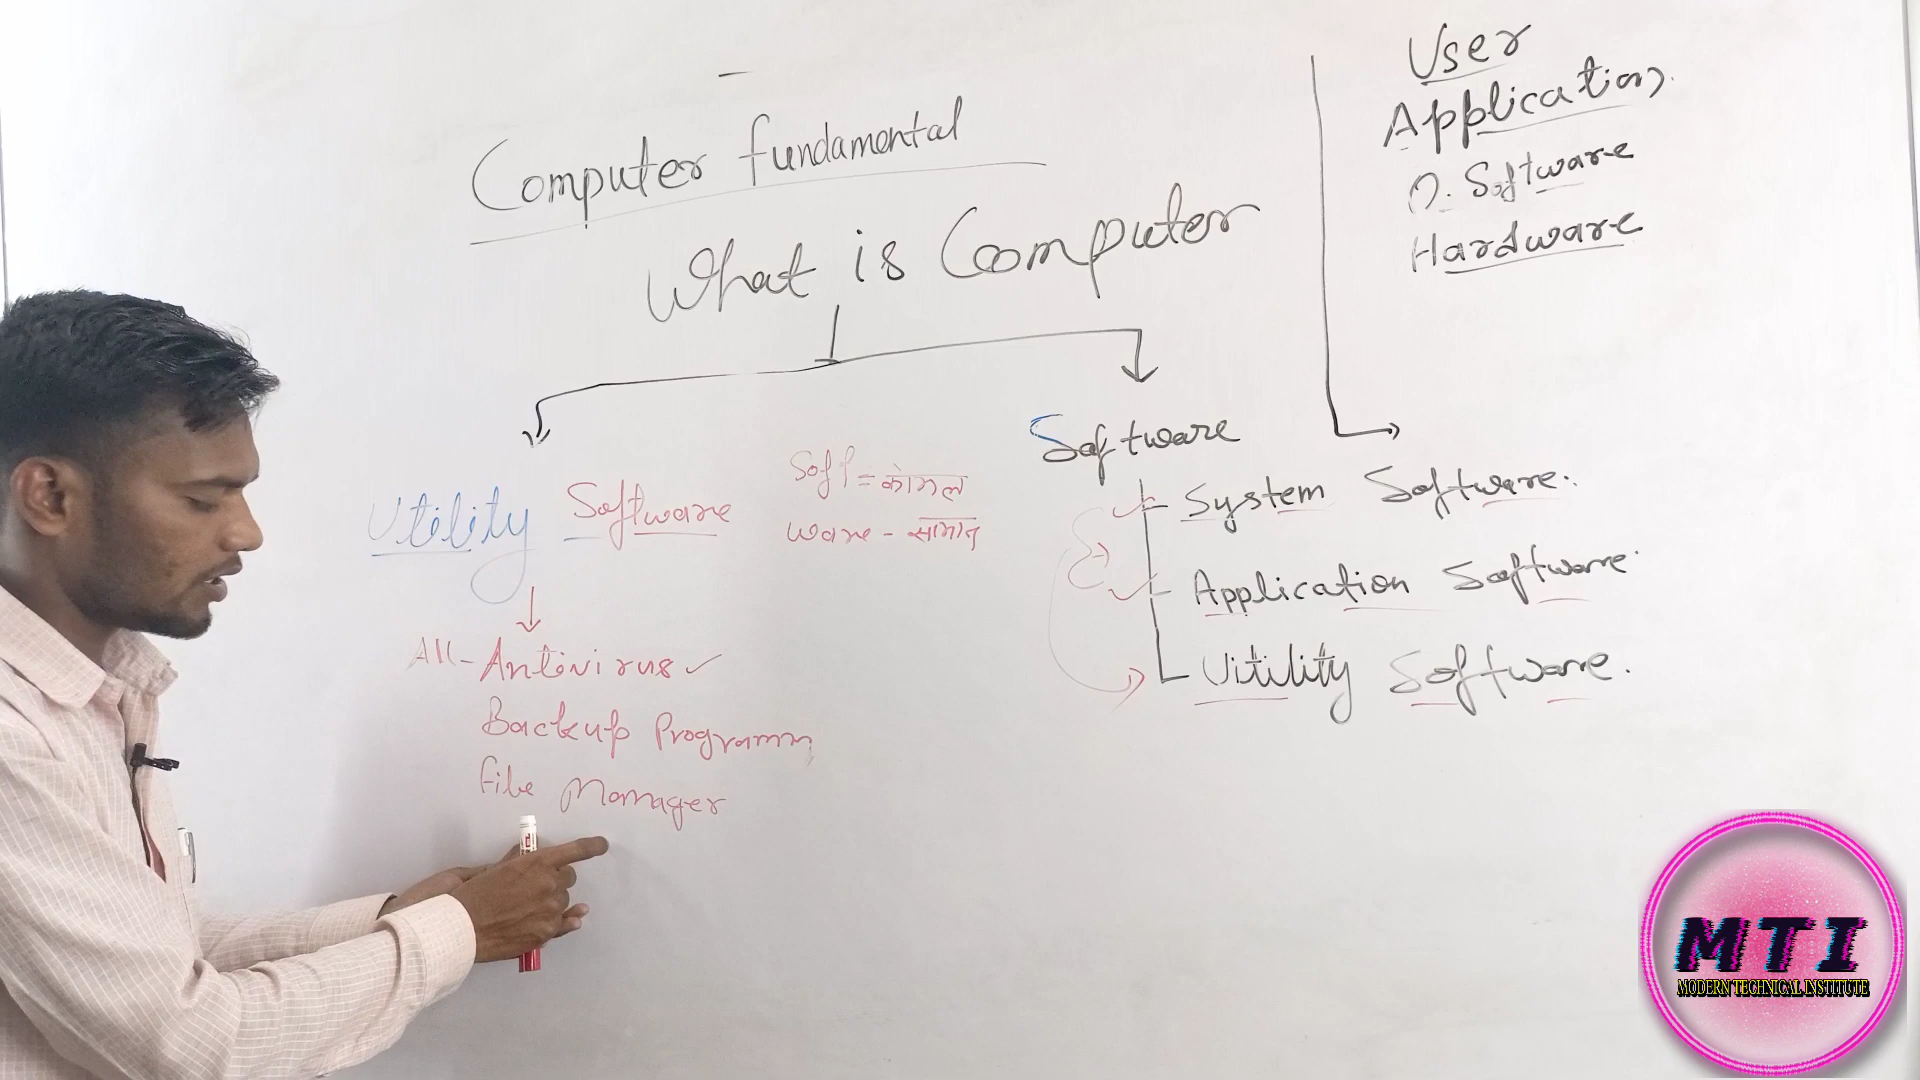 Computer fundamental
What is Computer
User
Application
O. Software
Hardware
Utility Software
Soft = कोमल
ware - सामान
All - Antivirus ✓
Backup Programm,
File Manager
Software
System Software.
Application Software.
Uitility Software.
MTI
MODERN TECHNICAL INSTITUTE